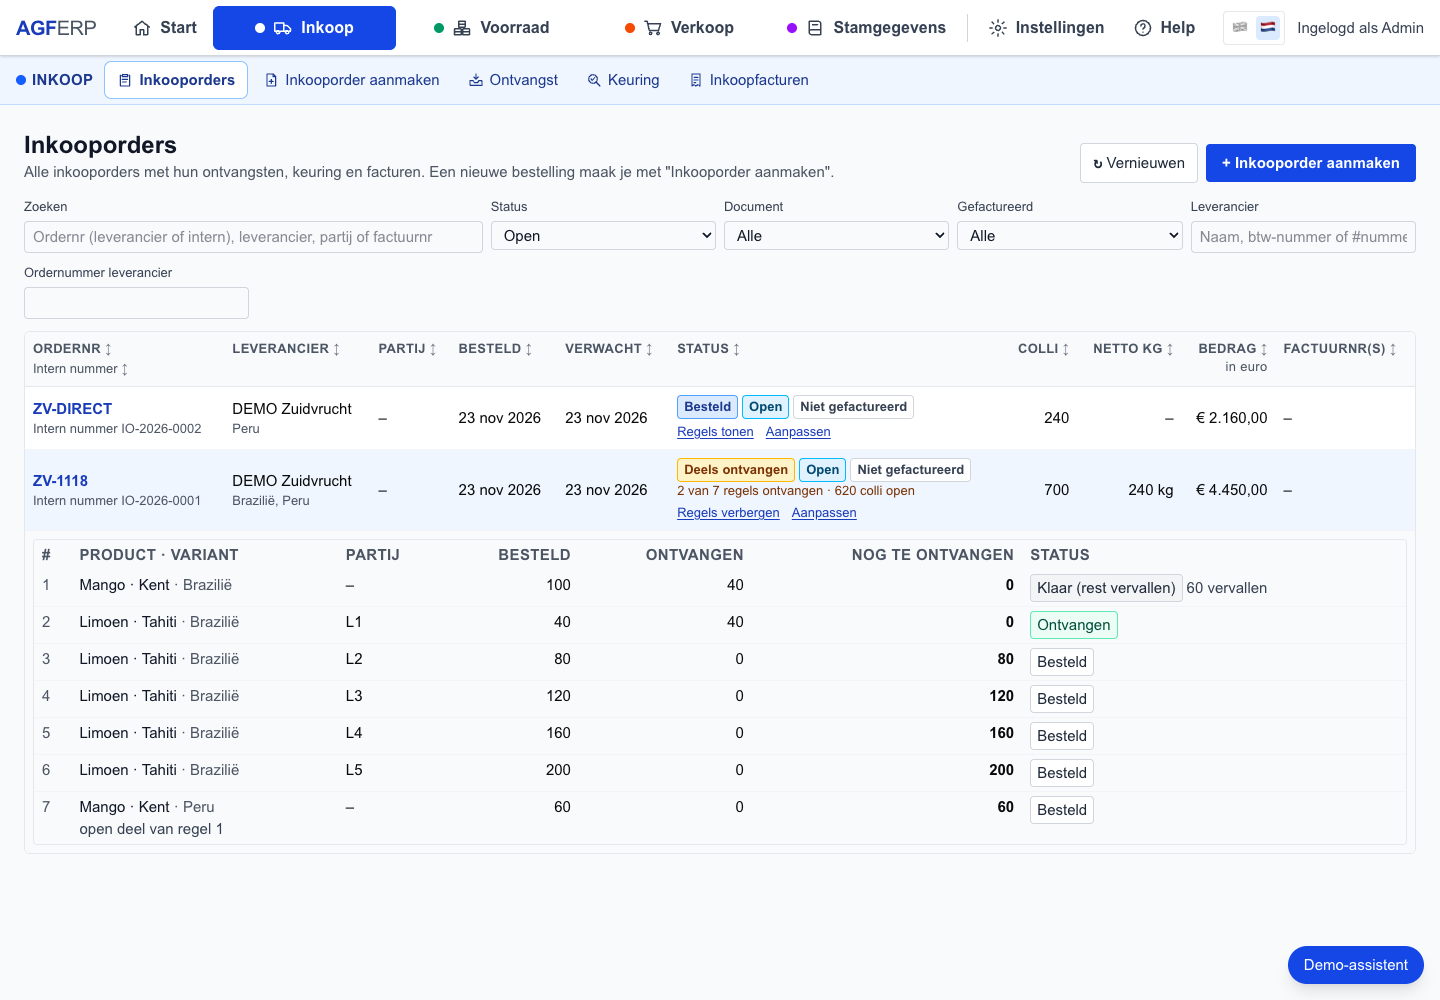 AGFERP Start Inkoop Voorraad Verkoop Stamgegevens Instellingen Help Ingelogd als Admin
INKOOP Inkooporders Inkooporder aanmaken Ontvangst Keuring Inkoopfacturen
Inkooporders
Alle inkooporders met hun ontvangsten, keuring en facturen. Een nieuwe bestelling maak je met "Inkooporder aanmaken".
↻ Vernieuwen + Inkooporder aanmaken
Zoeken Status Document Gefactureerd Leverancier
Ordernr (leverancier of intern), leverancier, partij of factuurnr Open Alle Alle Naam, btw-nummer of #numme
Ordernummer leverancier
ORDERNR ↕ LEVERANCIER ↕ PARTIJ ↕ BESTELD ↕ VERWACHT ↕ STATUS ↕ COLLI ↕ NETTO KG ↕ BEDRAG ↕ FACTUURNR(S) ↕
Intern nummer ↕ in euro
ZV-DIRECT DEMO Zuidvrucht – 23 nov 2026 23 nov 2026 Besteld Open Niet gefactureerd 240 – € 2.160,00 –
Intern nummer IO-2026-0002 Peru Regels tonen Aanpassen
ZV-1118 DEMO Zuidvrucht – 23 nov 2026 23 nov 2026 Deels ontvangen Open Niet gefactureerd 700 240 kg € 4.450,00 –
Intern nummer IO-2026-0001 Brazilië, Peru 2 van 7 regels ontvangen · 620 colli open
Regels verbergen Aanpassen
# PRODUCT · VARIANT PARTIJ BESTELD ONTVANGEN NOG TE ONTVANGEN STATUS
1 Mango · Kent · Brazilië – 100 40 0 Klaar (rest vervallen) 60 vervallen
2 Limoen · Tahiti · Brazilië L1 40 40 0 Ontvangen
3 Limoen · Tahiti · Brazilië L2 80 0 80 Besteld
4 Limoen · Tahiti · Brazilië L3 120 0 120 Besteld
5 Limoen · Tahiti · Brazilië L4 160 0 160 Besteld
6 Limoen · Tahiti · Brazilië L5 200 0 200 Besteld
7 Mango · Kent · Peru – 60 0 60 Besteld
open deel van regel 1
Demo-assistent